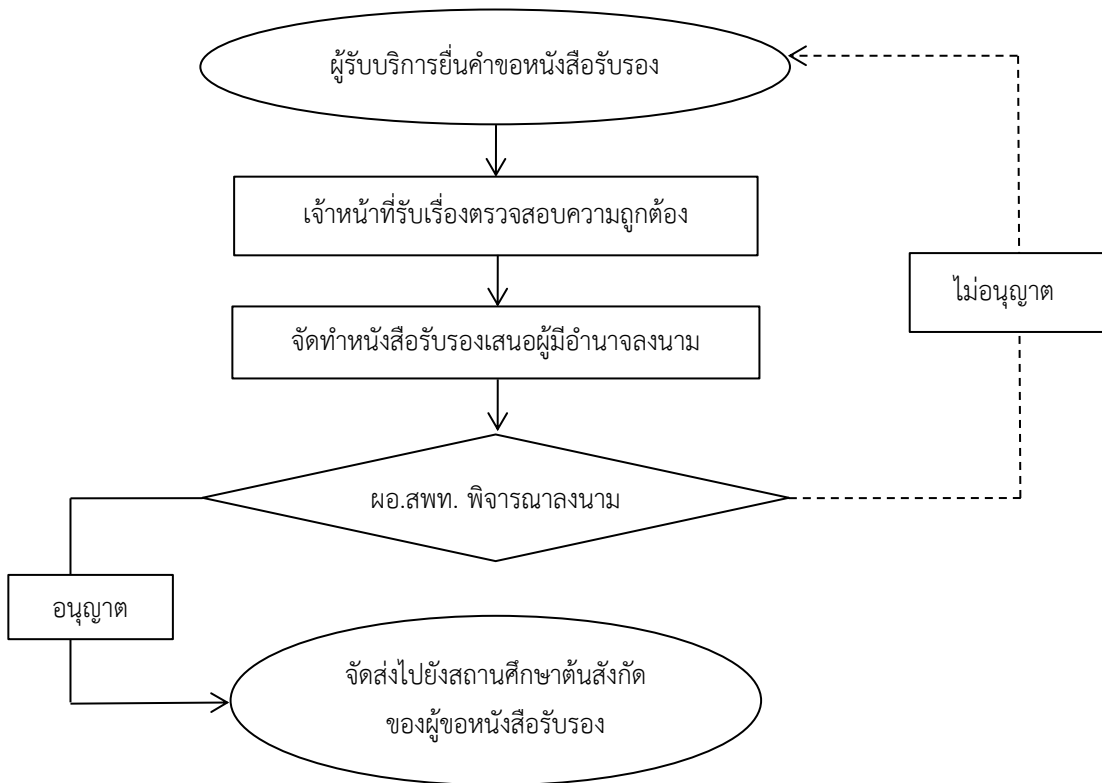 ผู้รับบริการยื่นคำขอหนังสือรับรอง
เจ้าหน้าที่รับเรื่องตรวจสอบความถูกต้อง
ไม่อนุญาต
จัดทำหนังสือรับรองเสนอผู้มีอำนาจลงนาม
ผอ.สพท. พิจารณาลงนาม
อนุญาต
จัดส่งไปยังสถานศึกษาต้นสังกัด
ของผู้ขอหนังสือรับรอง